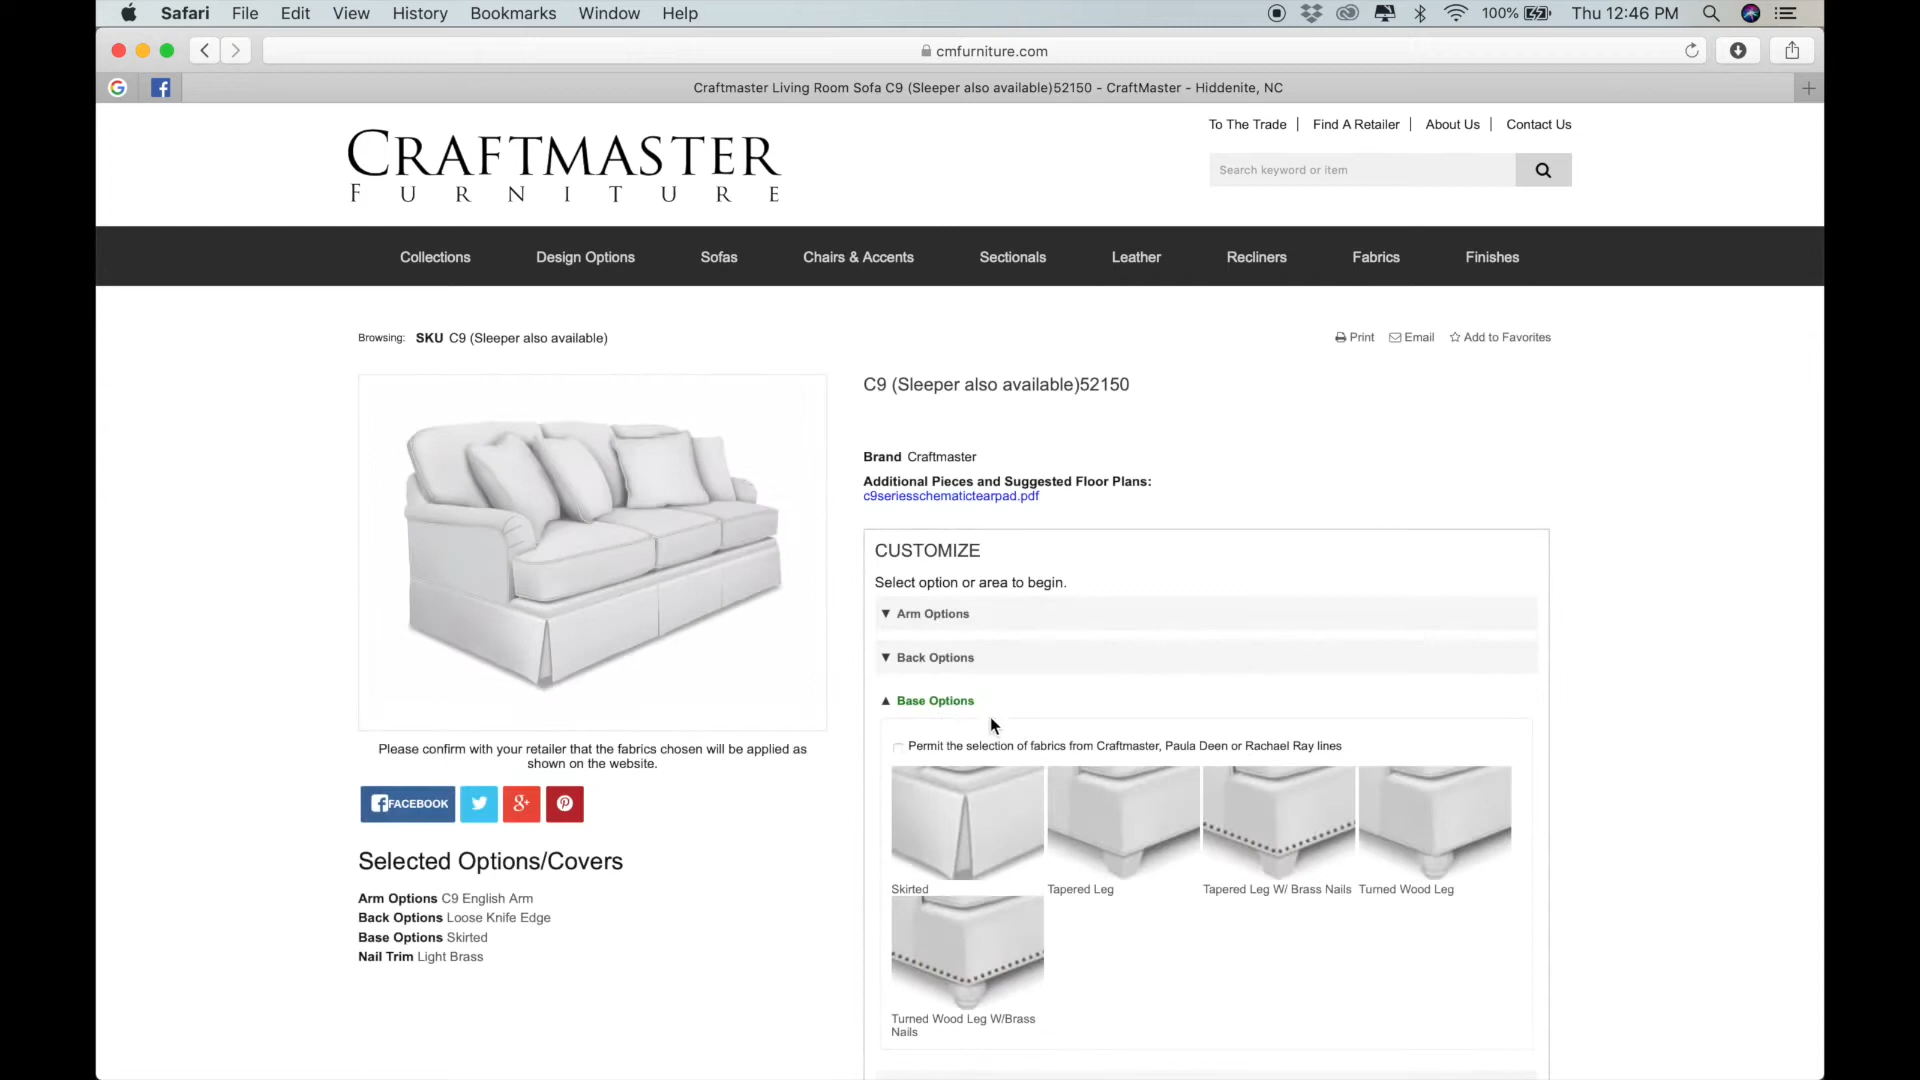 Safari File Edit View History Bookmarks Window Help 100% Thu 12:46 PM
cmfurniture.com
Craftmaster Living Room Sofa C9 (Sleeper also available)52150 - CraftMaster - Hiddenite, NC
To The Trade | Find A Retailer | About Us | Contact Us
CRAFTMASTER
FURNITURE
Search keyword or item
Collections Design Options Sofas Chairs & Accents Sectionals Leather Recliners Fabrics Finishes
Browsing: SKU C9 (Sleeper also available)
Print Email Add to Favorites
C9 (Sleeper also available)52150
Brand Craftmaster
Additional Pieces and Suggested Floor Plans:
c9seriesschematictearpad.pdf
CUSTOMIZE
Select option or area to begin.
▼ Arm Options
▼ Back Options
▲ Base Options
Permit the selection of fabrics from Craftmaster, Paula Deen or Rachael Ray lines
Skirted Tapered Leg Tapered Leg W/ Brass Nails Turned Wood Leg
Turned Wood Leg W/Brass
Nails
Please confirm with your retailer that the fabrics chosen will be applied as
shown on the website.
FACEBOOK
g+
Selected Options/Covers
Arm Options C9 English Arm
Back Options Loose Knife Edge
Base Options Skirted
Nail Trim Light Brass